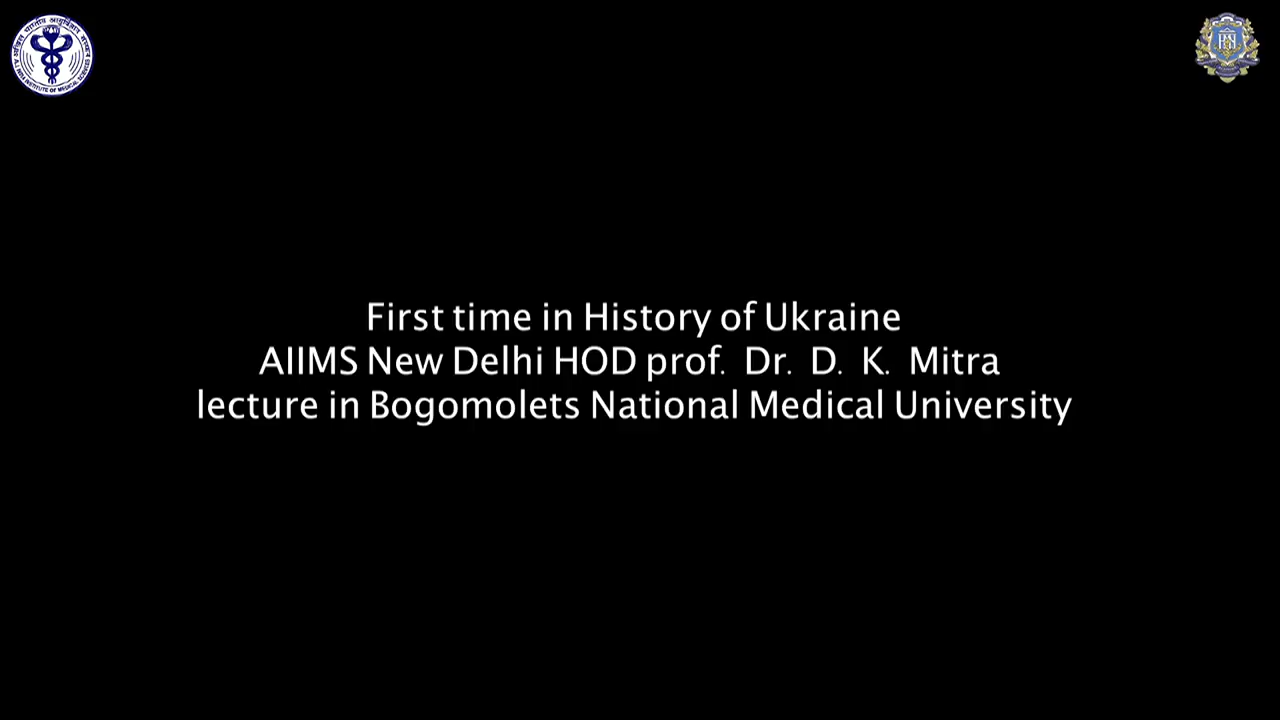 First time in History of Ukraine
AIIMS New Delhi HOD prof. Dr. D. K. Mitra
lecture in Bogomolets National Medical University